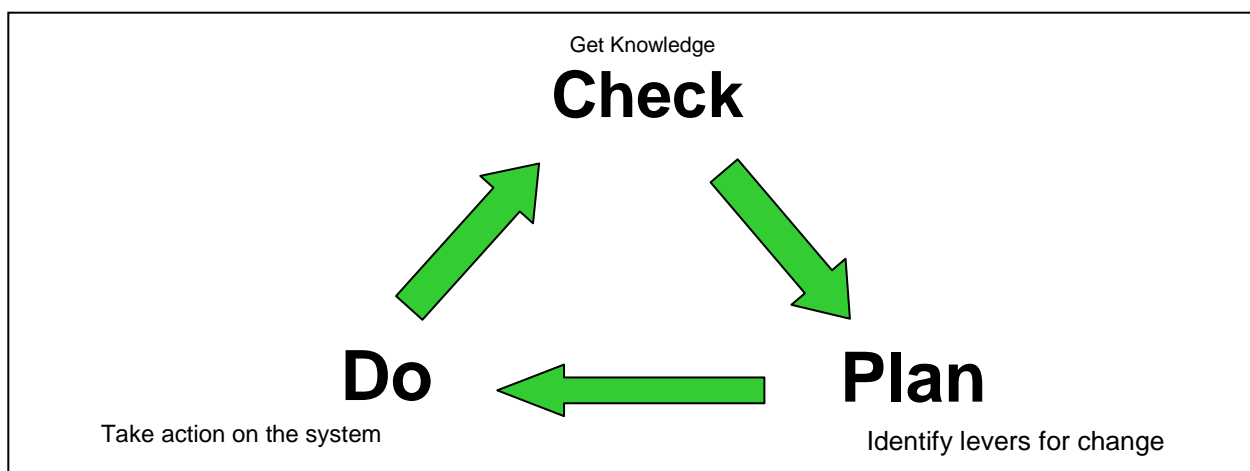 Get Knowledge
Check
Do
Plan
Take action on the system
Identify levers for change